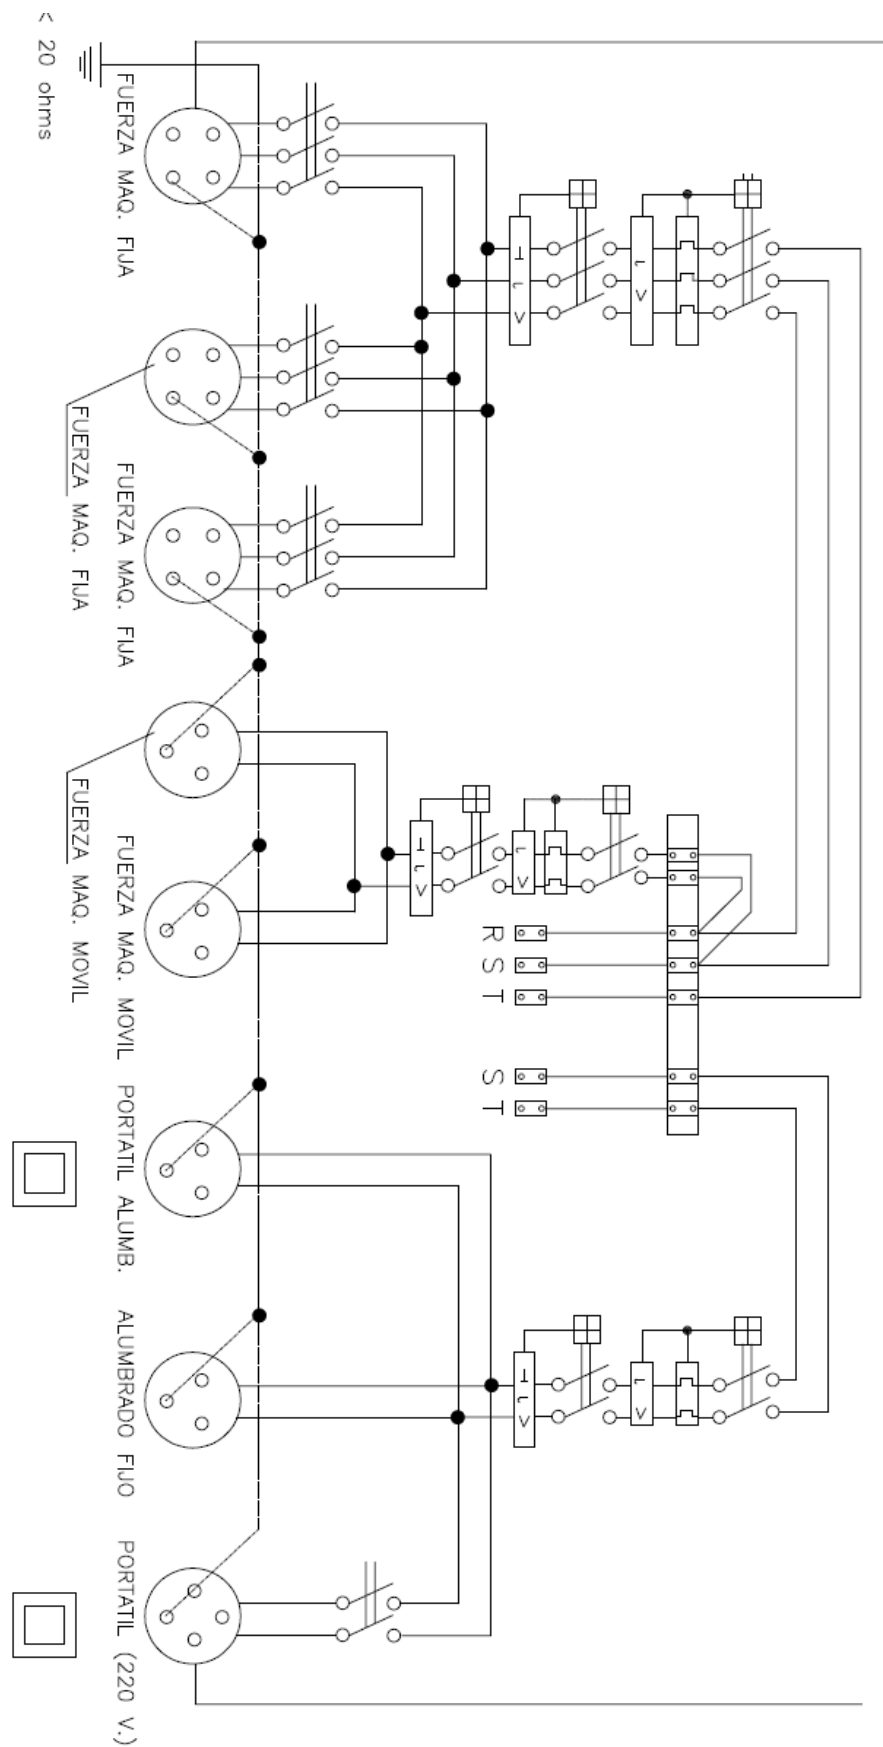 R S T S T
FUERZA MAQ. FIJA FUERZA MAQ. FIJA FUERZA MAQ. MOVIL PORTATIL ALUMB. ALUMBRADO FIJO PORTATIL (220 V.)
FUERZA MAQ. FIJA FUERZA MAQ. MOVIL
< 20 ohms